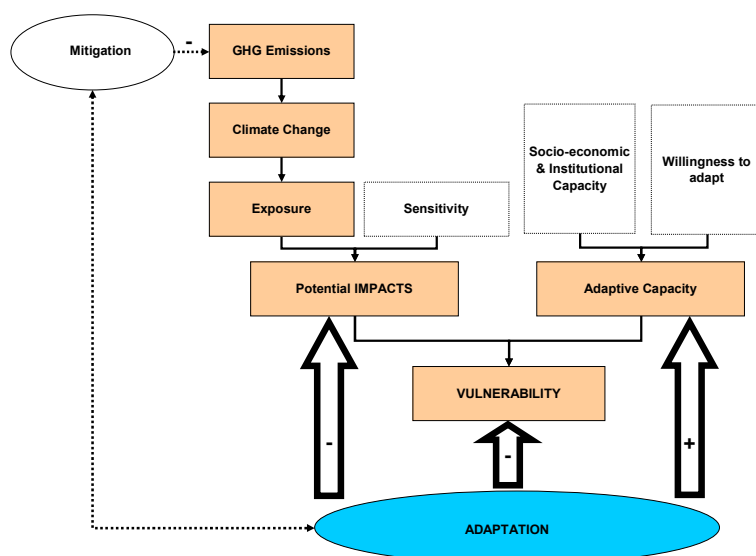 Mitigation
-
GHG Emissions
Climate Change
Socio-economic
& Institutional
Capacity
Willingness to
adapt
Exposure
Sensitivity
Potential IMPACTS
Adaptive Capacity
VULNERABILITY
-
-
+
ADAPTATION